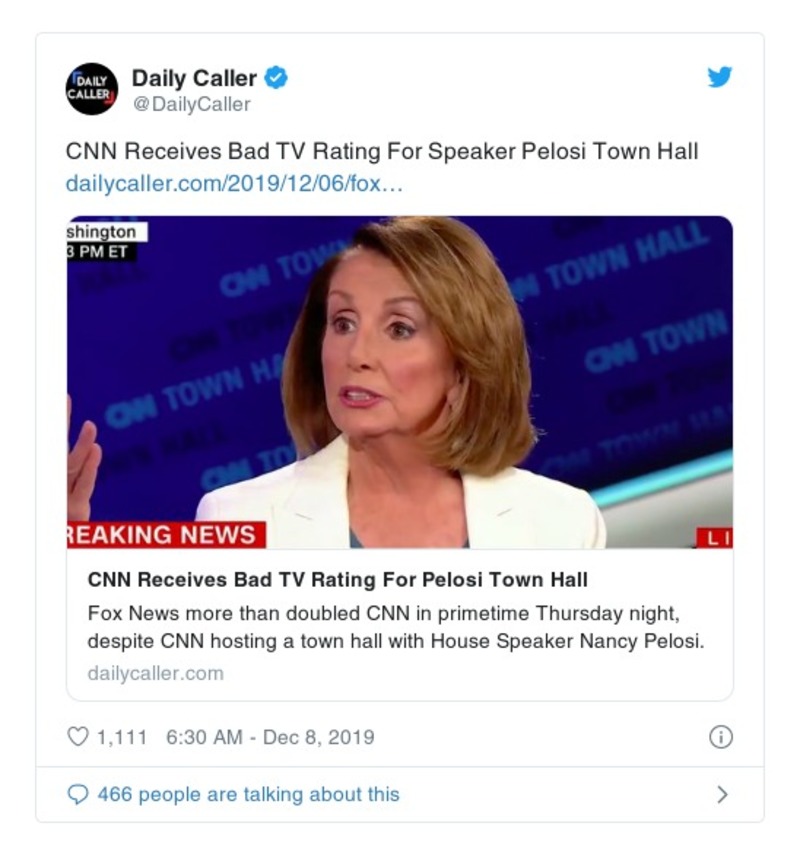 DAILY CALLER
Daily Caller
@DailyCaller
CNN Receives Bad TV Rating For Speaker Pelosi Town Hall
dailycaller.com/2019/12/06/fox…
shington
3 PM ET
CNN TOWN
CNN TOWN HALL
CNN TOWN
CNN TOWN HA
CNN TO
REAKING NEWS
LI
CNN Receives Bad TV Rating For Pelosi Town Hall
Fox News more than doubled CNN in primetime Thursday night,
despite CNN hosting a town hall with House Speaker Nancy Pelosi.
dailycaller.com
1,111 6:30 AM - Dec 8, 2019
466 people are talking about this